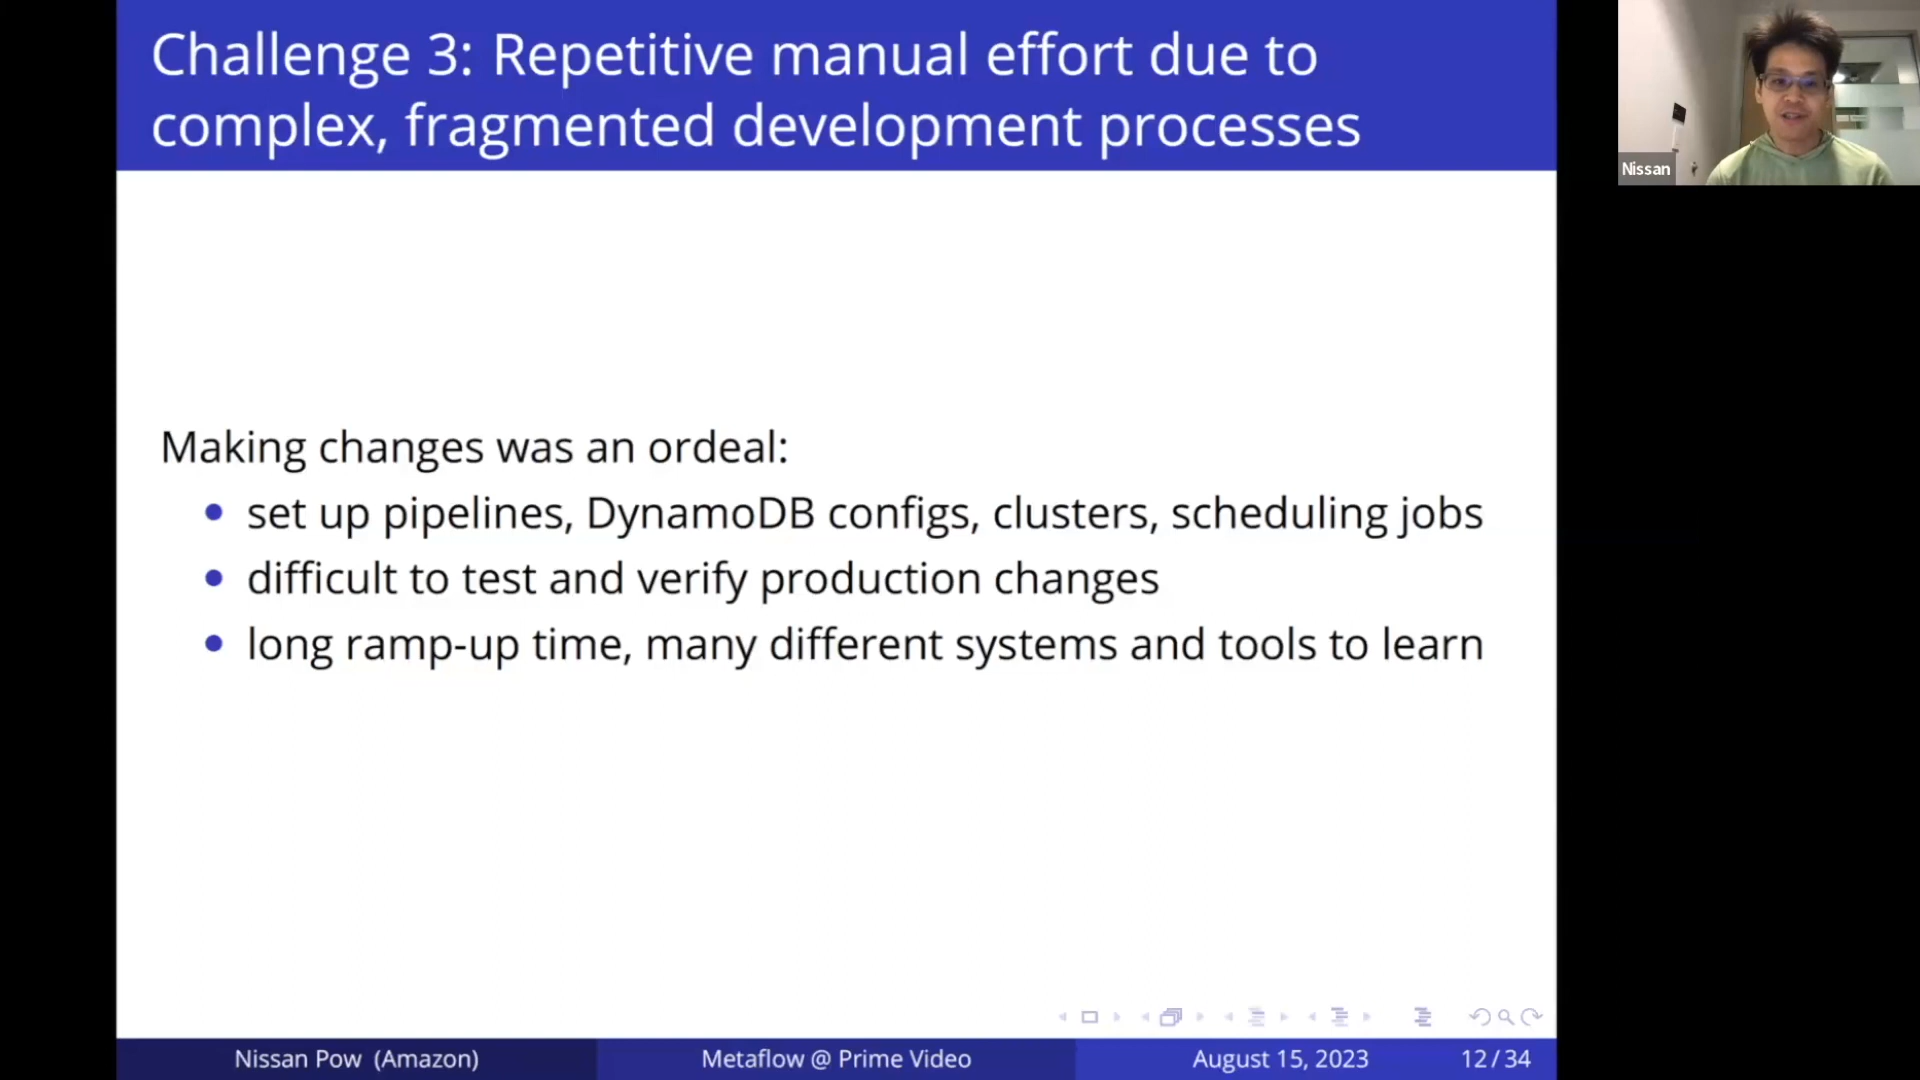 Challenge 3: Repetitive manual effort due to
complex, fragmented development processes
Nissan
Making changes was an ordeal:
• set up pipelines, DynamoDB configs, clusters, scheduling jobs
• difficult to test and verify production changes
• long ramp-up time, many different systems and tools to learn
Nissan Pow (Amazon)
Metaflow @ Prime Video
August 15, 2023
12 / 34